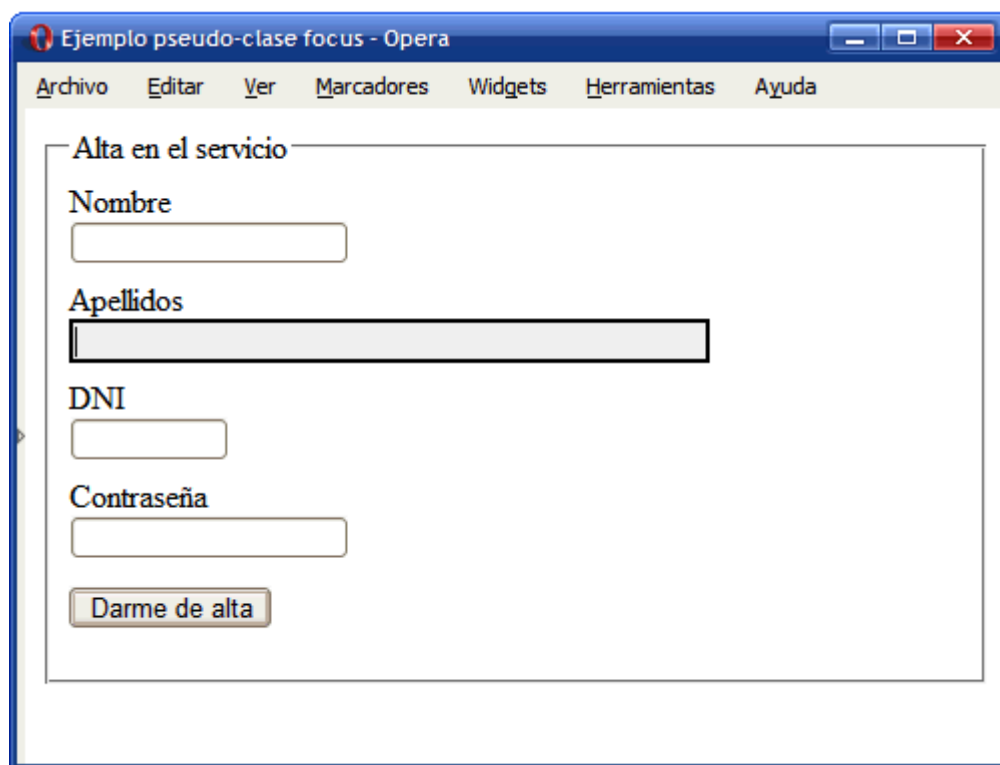 Ejemplo pseudo-clase focus - Opera
Archivo Editar Ver Marcadores Widgets Herramientas Ayuda
Alta en el servicio
Nombre
Apellidos
DNI
Contraseña
Darme de alta